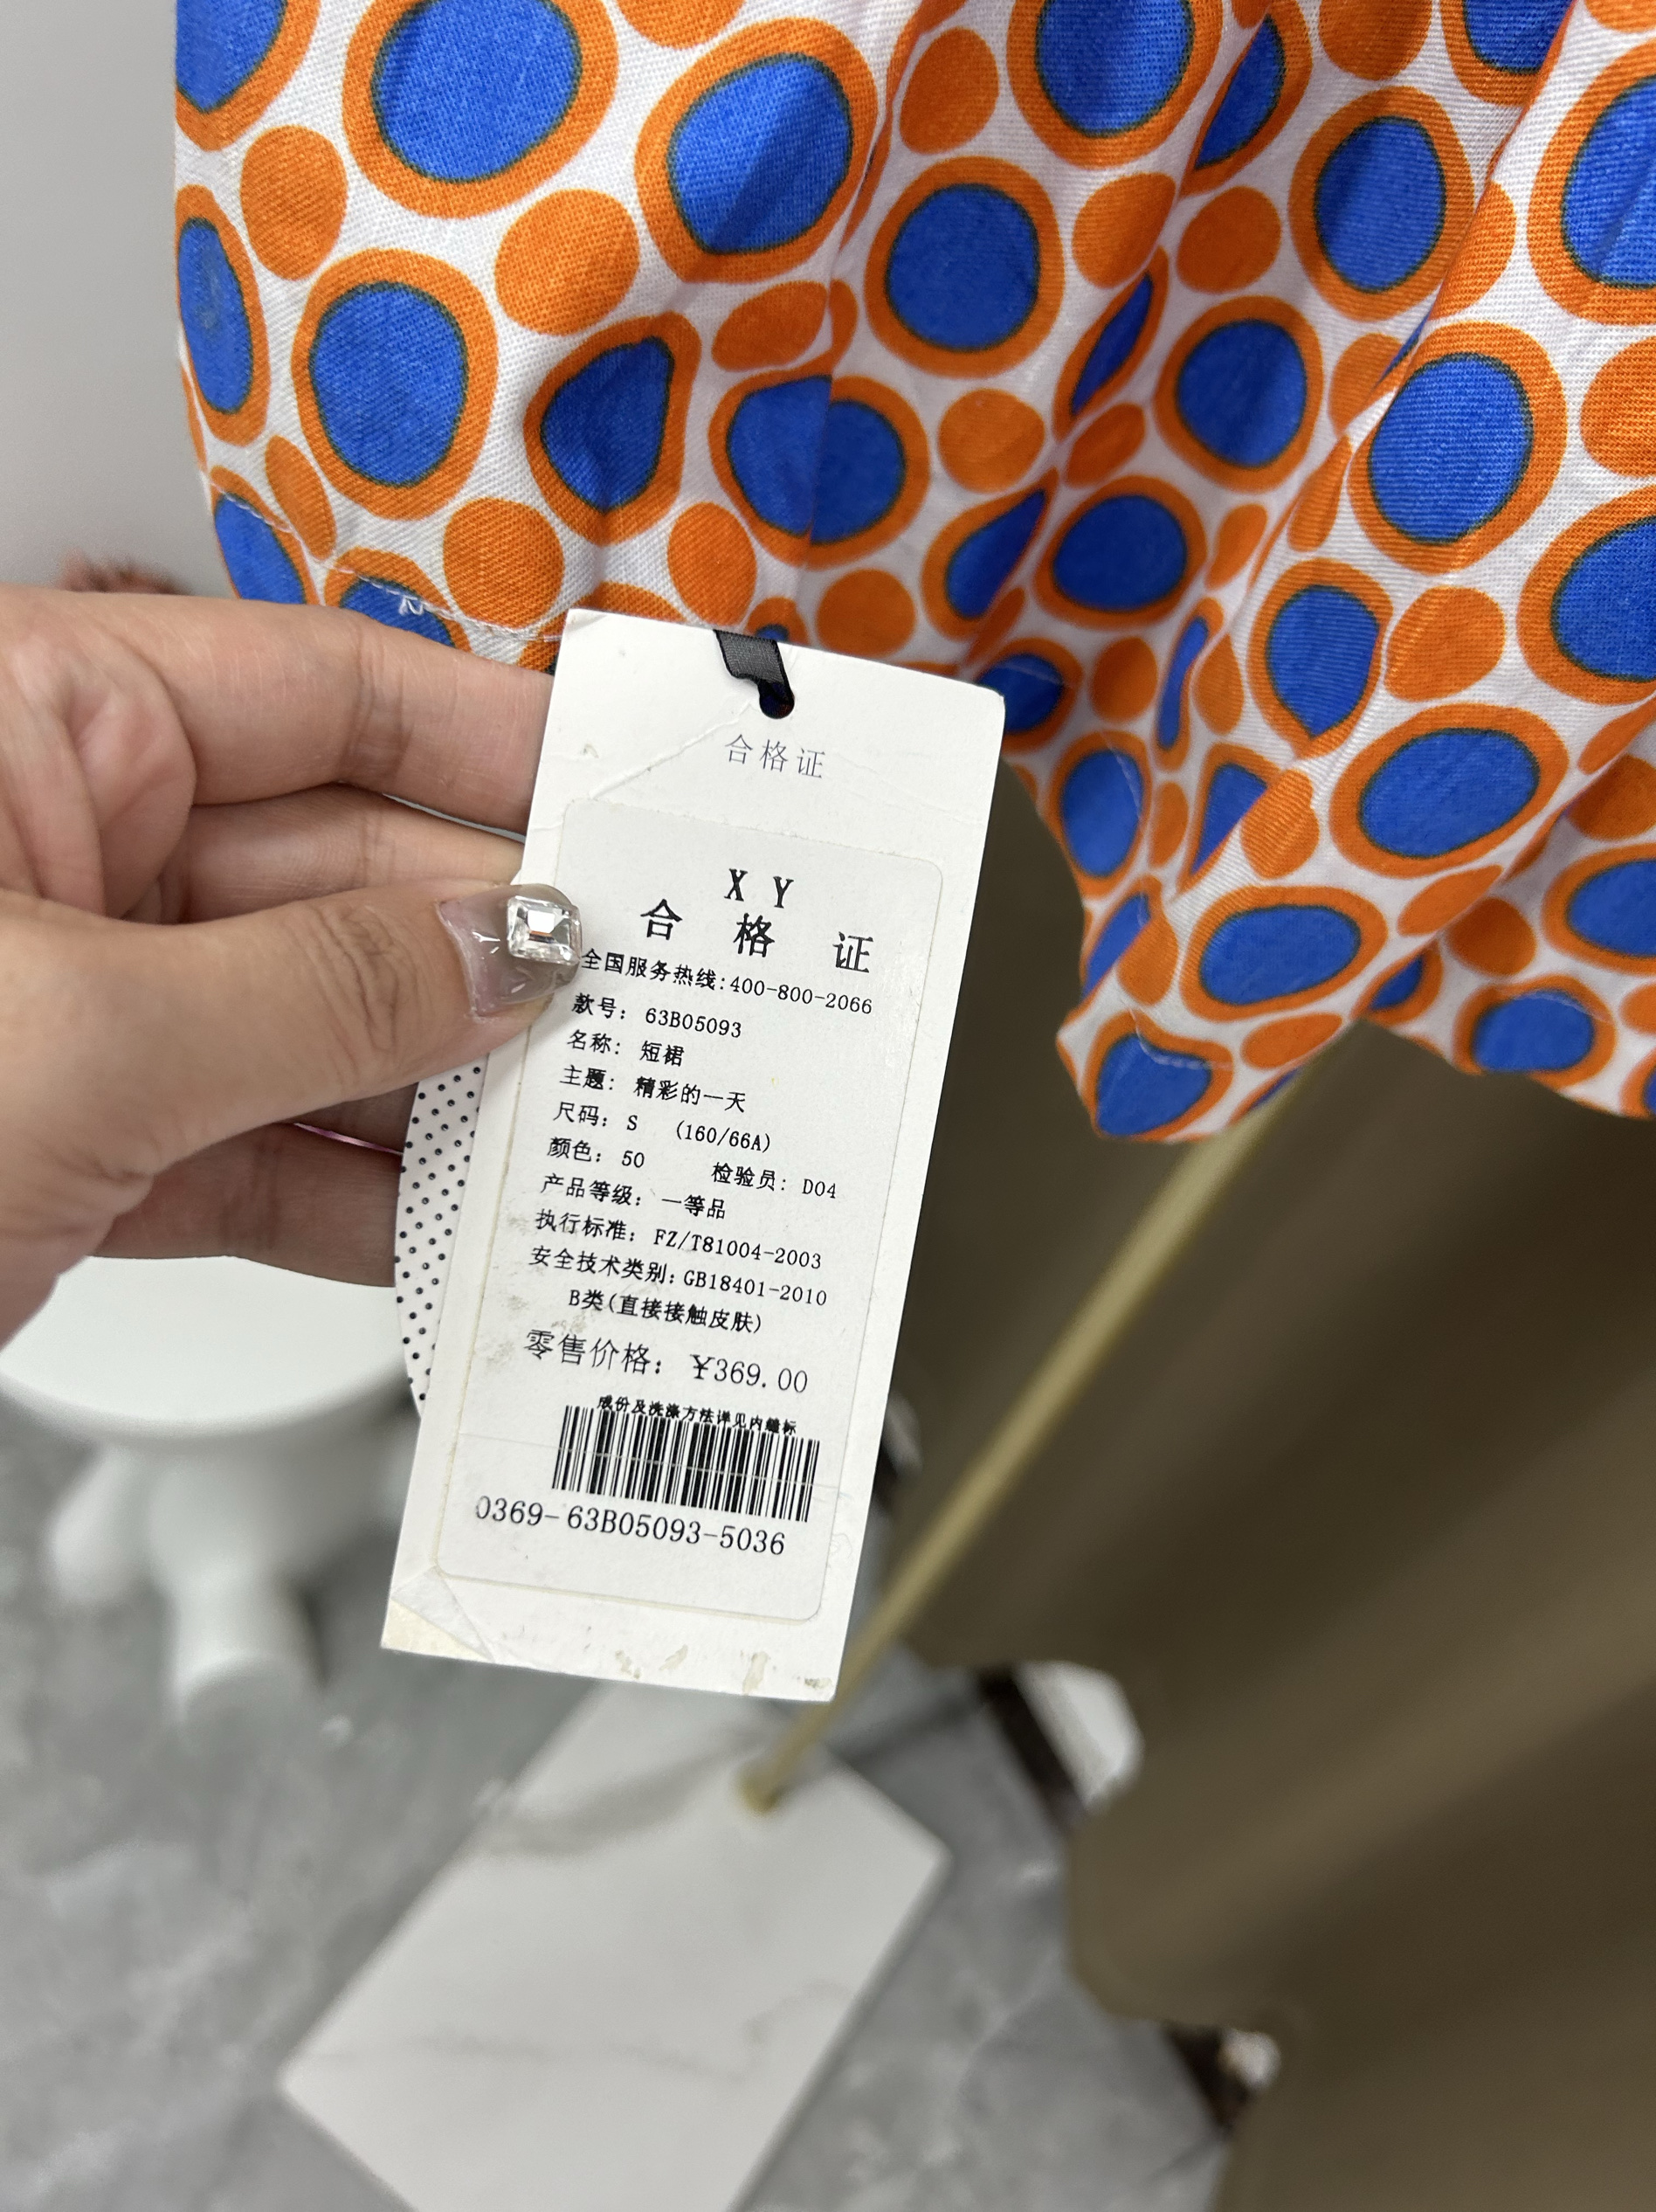 合格证
X Y
合 格 证
全国服务热线:400-800-2066
款号: 63B05093
名称: 短裙
主题: 精彩的一天
尺码: S (160/66A)
颜色: 50 检验员: D04
产品等级: 一等品
执行标准: FZ/T81004-2003
安全技术类别: GB18401-2010
B类(直接接触皮肤)
零售价格: ¥369.00
成份及洗涤方法详见内缝标
0369-63B05093-5036